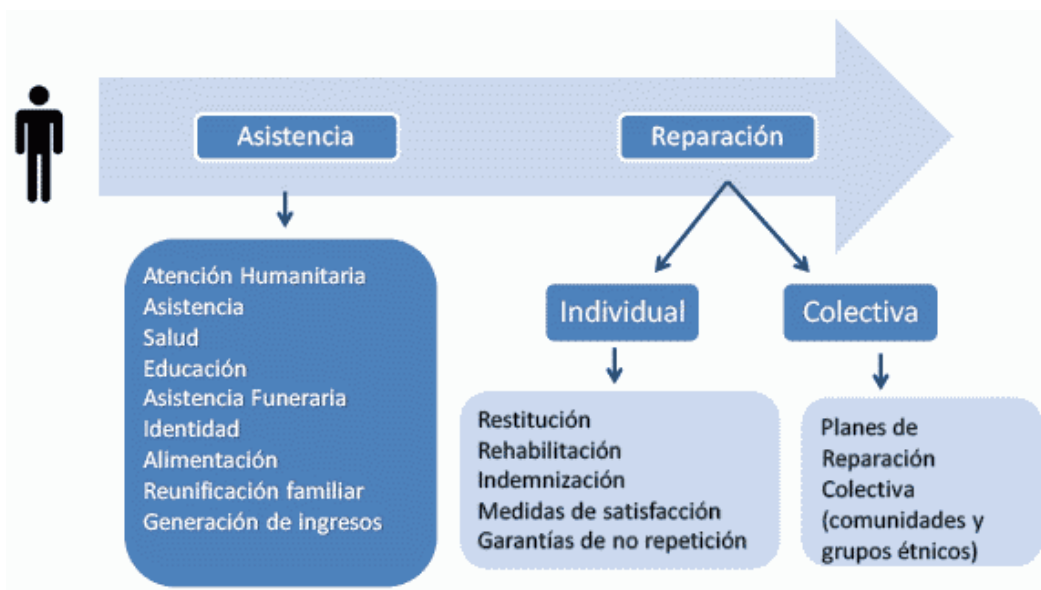 Asistencia
Reparación
Atención Humanitaria
Asistencia
Salud
Educación
Asistencia Funeraria
Identidad
Alimentación
Reunificación familiar
Generación de ingresos
Individual
Colectiva
Restitución
Rehabilitación
Indemnización
Medidas de satisfacción
Garantías de no repetición
Planes de
Reparación
Colectiva
(comunidades y
grupos étnicos)